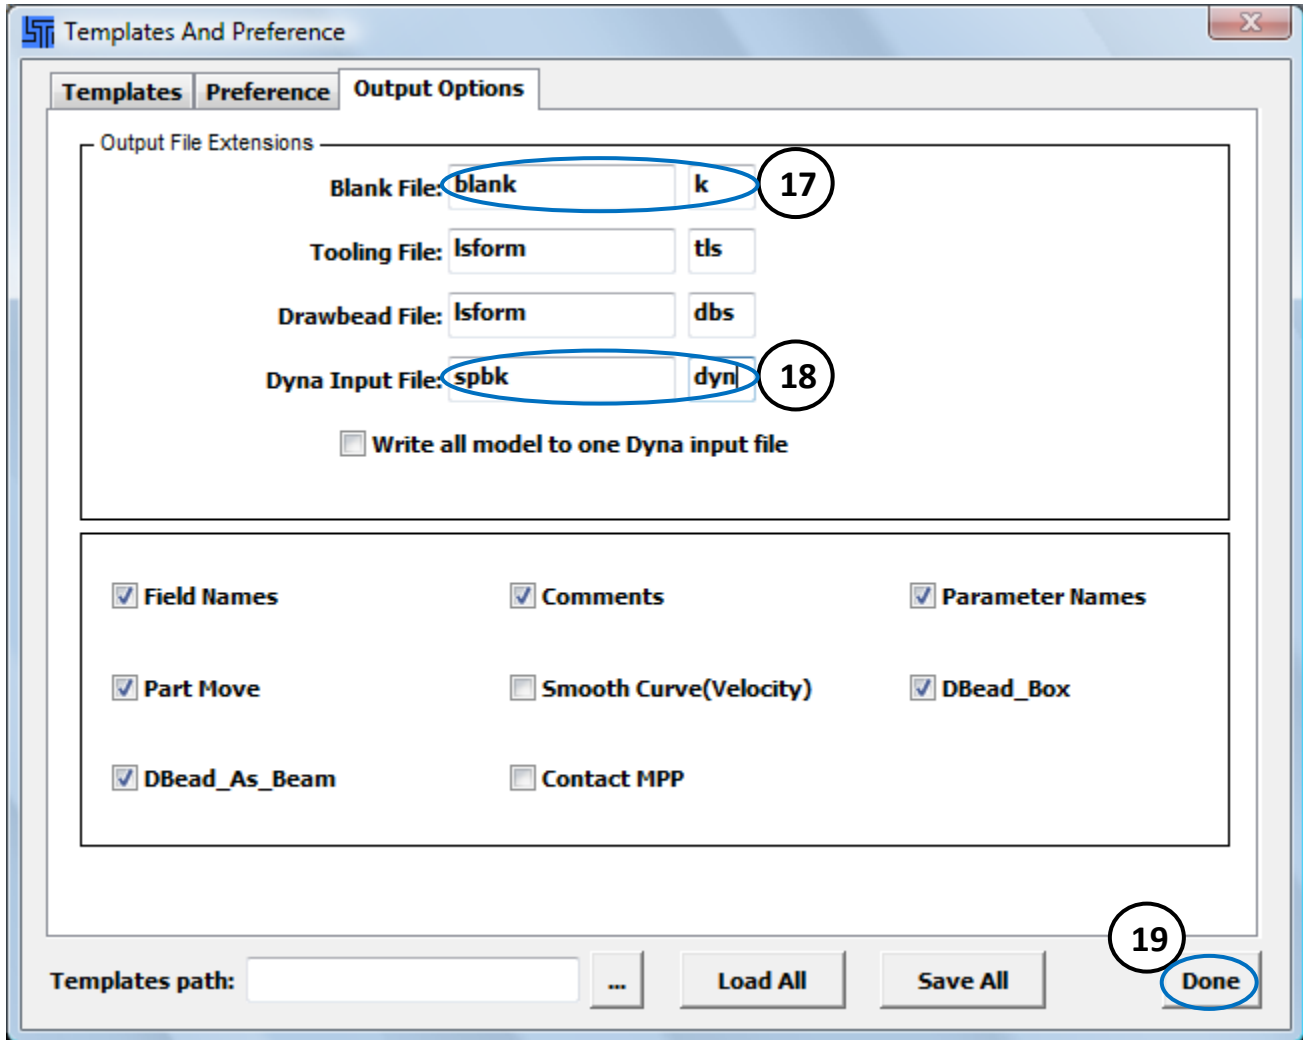 Templates And Preference
Templates Preference Output Options
Output File Extensions
Blank File: blank k 17
Tooling File: lsform tls
Drawbead File: lsform dbs
Dyna Input File: spbk dyn 18
Write all model to one Dyna input file
Field Names Comments Parameter Names
Part Move Smooth Curve(Velocity) DBead_Box
DBead_As_Beam Contact MPP
19
Templates path: ... Load All Save All Done